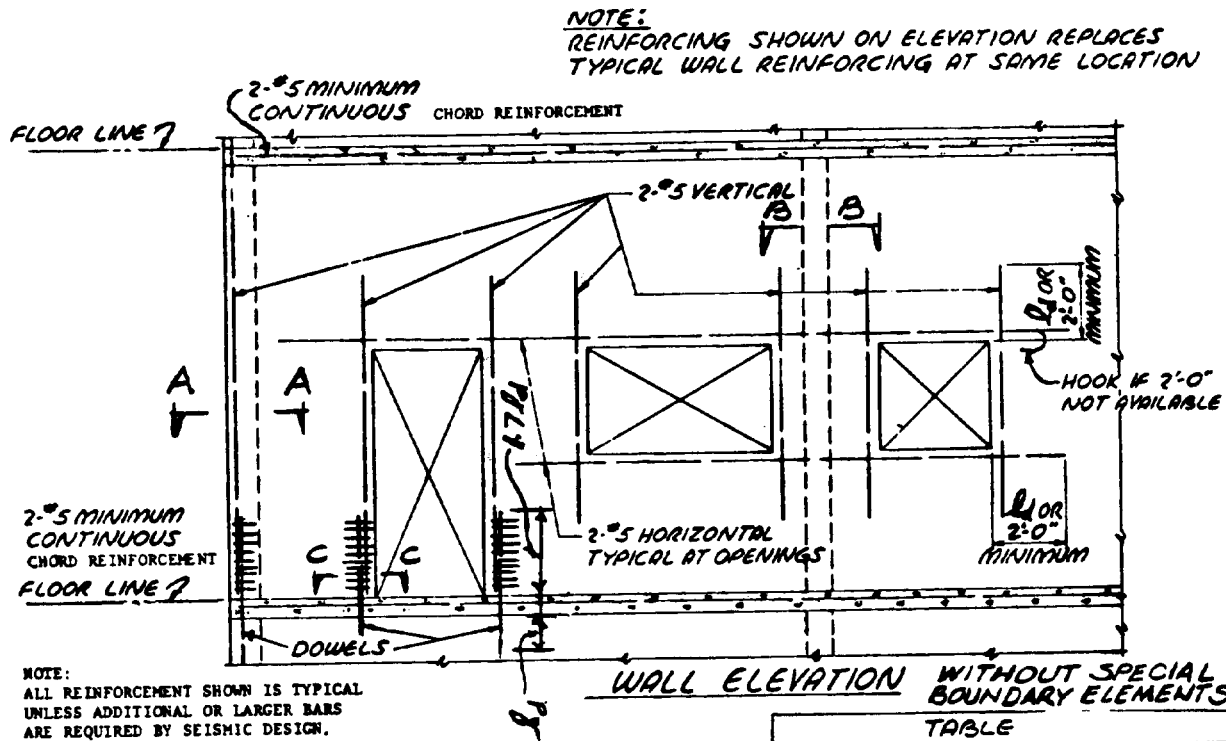 NOTE:
REINFORCING SHOWN ON ELEVATION REPLACES
TYPICAL WALL REINFORCING AT SAME LOCATION
2-#5 MINIMUM
CONTINUOUS CHORD REINFORCEMENT
FLOOR LINE
2-#5 VERTICAL
B B
ld OR
2'-0"
MINIMUM
A A
HOOK IF 2'-0"
NOT AVAILABLE
1.7 ld
2-#5 MINIMUM
CONTINUOUS
CHORD REINFORCEMENT
C C
2-#5 HORIZONTAL
TYPICAL AT OPENINGS
ld OR
2'-0"
MINIMUM
FLOOR LINE
DOWELS
ld
NOTE:
ALL REINFORCEMENT SHOWN IS TYPICAL
UNLESS ADDITIONAL OR LARGER BARS
ARE REQUIRED BY SEISMIC DESIGN.
WALL ELEVATION WITHOUT SPECIAL
BOUNDARY ELEMENTS
TABLE